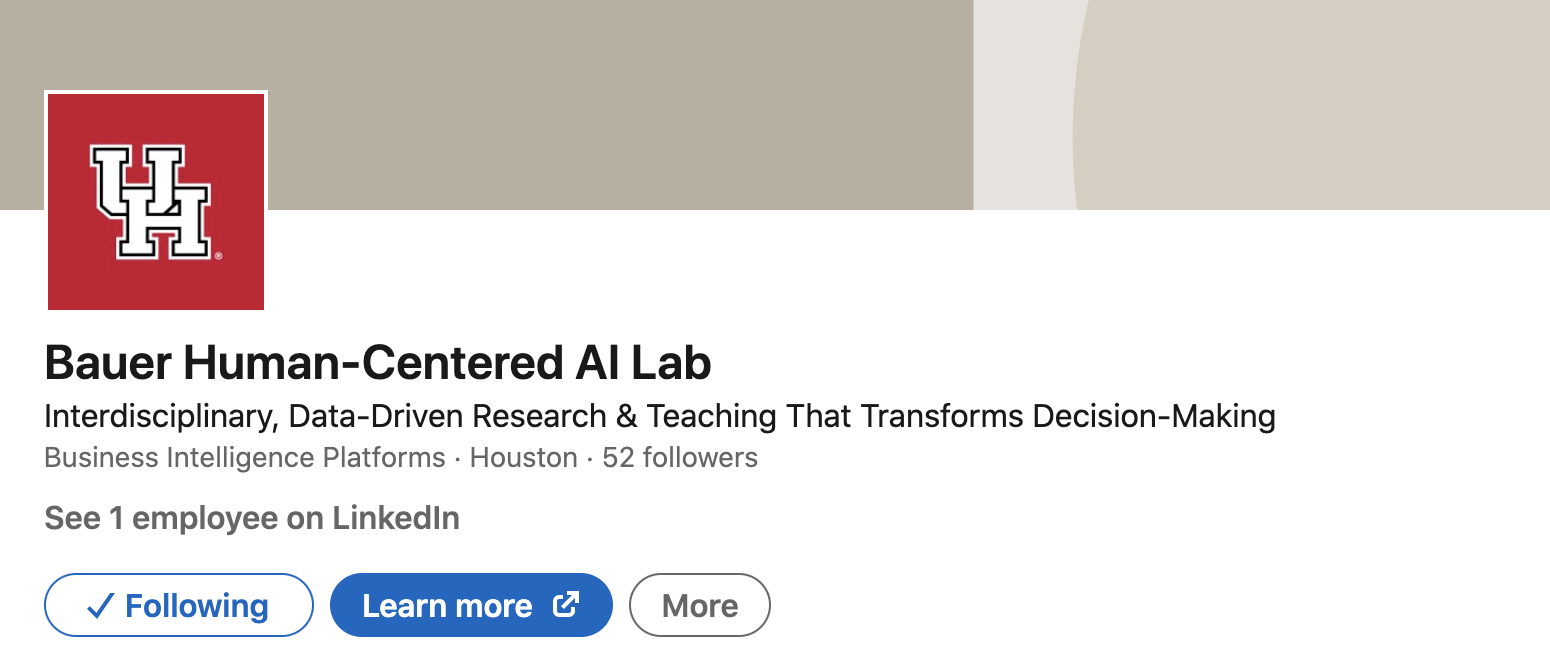 UH
®
Bauer Human-Centered AI Lab
Interdisciplinary, Data-Driven Research & Teaching That Transforms Decision-Making
Business Intelligence Platforms · Houston · 52 followers
See 1 employee on LinkedIn
Following
Learn more
More